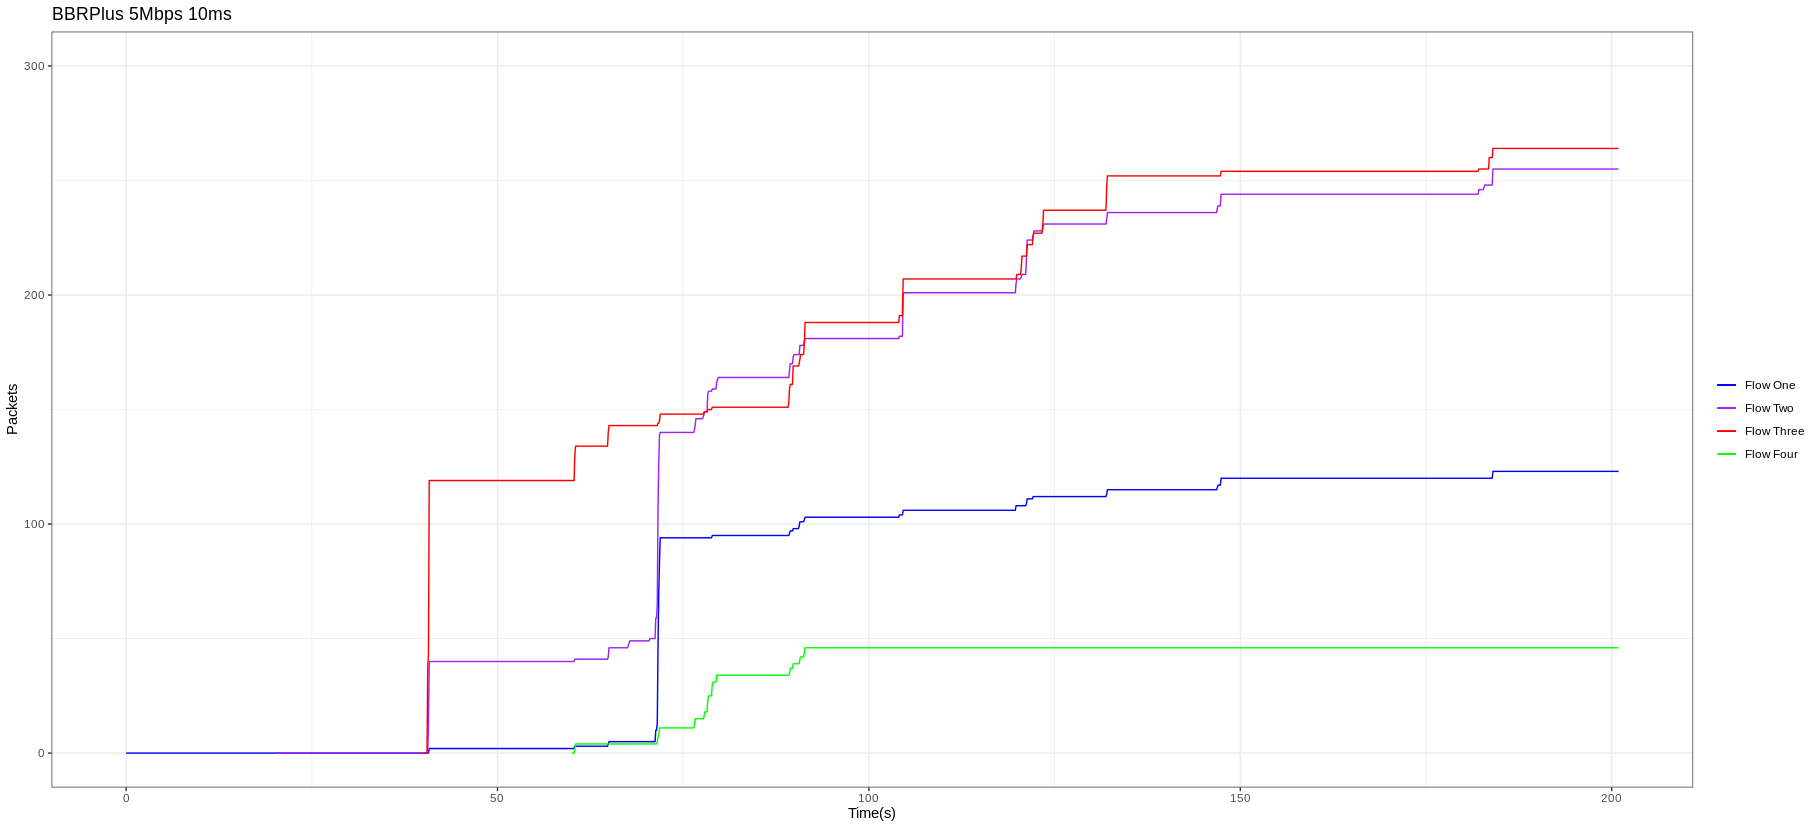 BBRPlus 5Mbps 10ms
300
200
100
0
Packets
0 50 100 150 200
Time(s)
Flow One
Flow Two
Flow Three
Flow Four